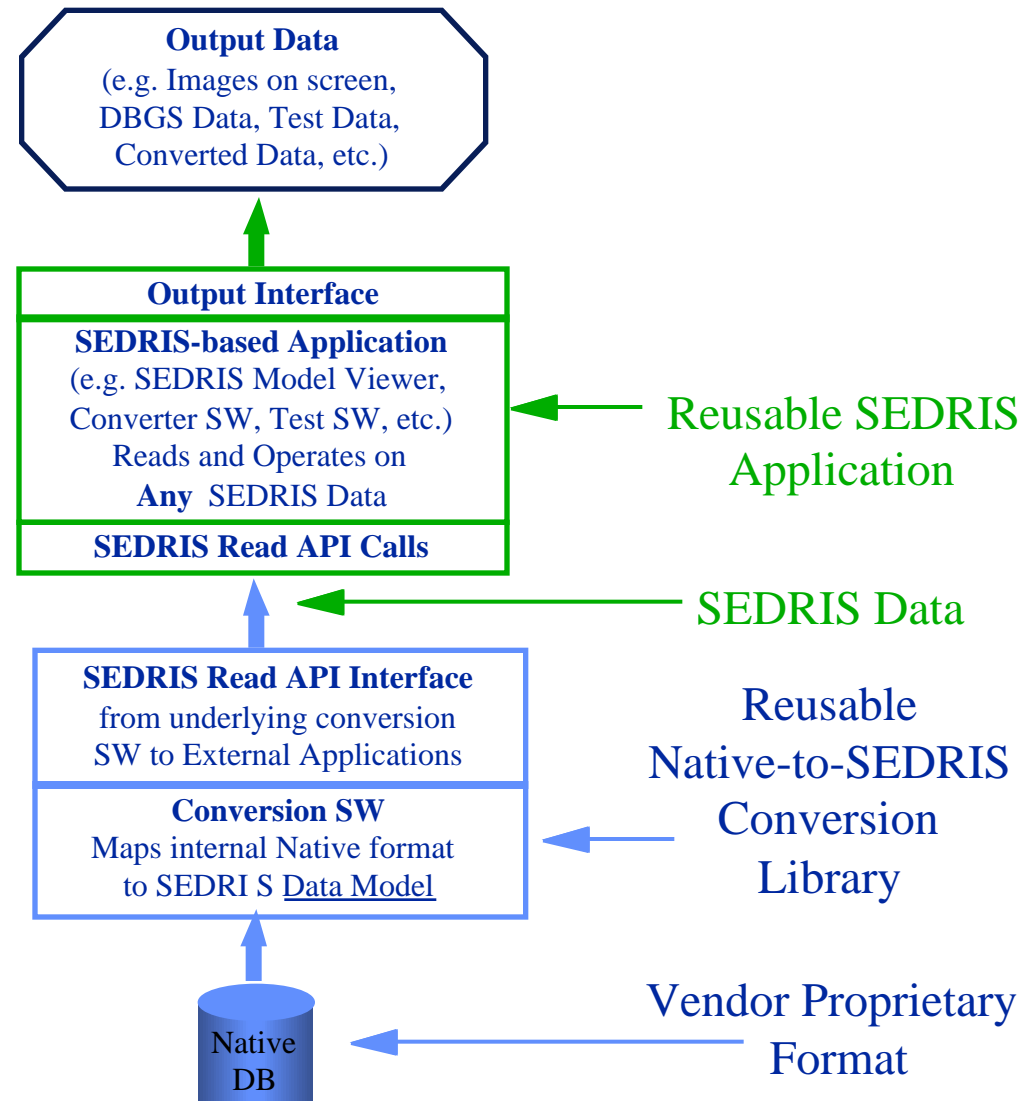 Output Data
(e.g. Images on screen,
DBGS Data, Test Data,
Converted Data, etc.)
Output Interface
SEDRIS-based Application
(e.g. SEDRIS Model Viewer,
Converter SW, Test SW, etc.)
Reads and Operates on
Any SEDRIS Data
SEDRIS Read API Calls
Reusable SEDRIS
Application
SEDRIS Data
SEDRIS Read API Interface
from underlying conversion
SW to External Applications
Conversion SW
Maps internal Native format
to SEDRI S Data Model
Reusable
Native-to-SEDRIS
Conversion
Library
Native
DB
Vendor Proprietary
Format